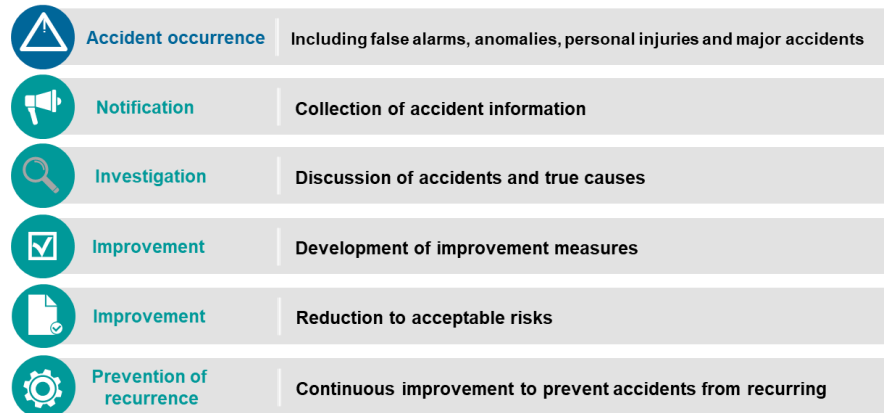 Accident occurrence
Including false alarms, anomalies, personal injuries and major accidents
Notification
Collection of accident information
Investigation
Discussion of accidents and true causes
Improvement
Development of improvement measures
Improvement
Reduction to acceptable risks
Prevention of
recurrence
Continuous improvement to prevent accidents from recurring